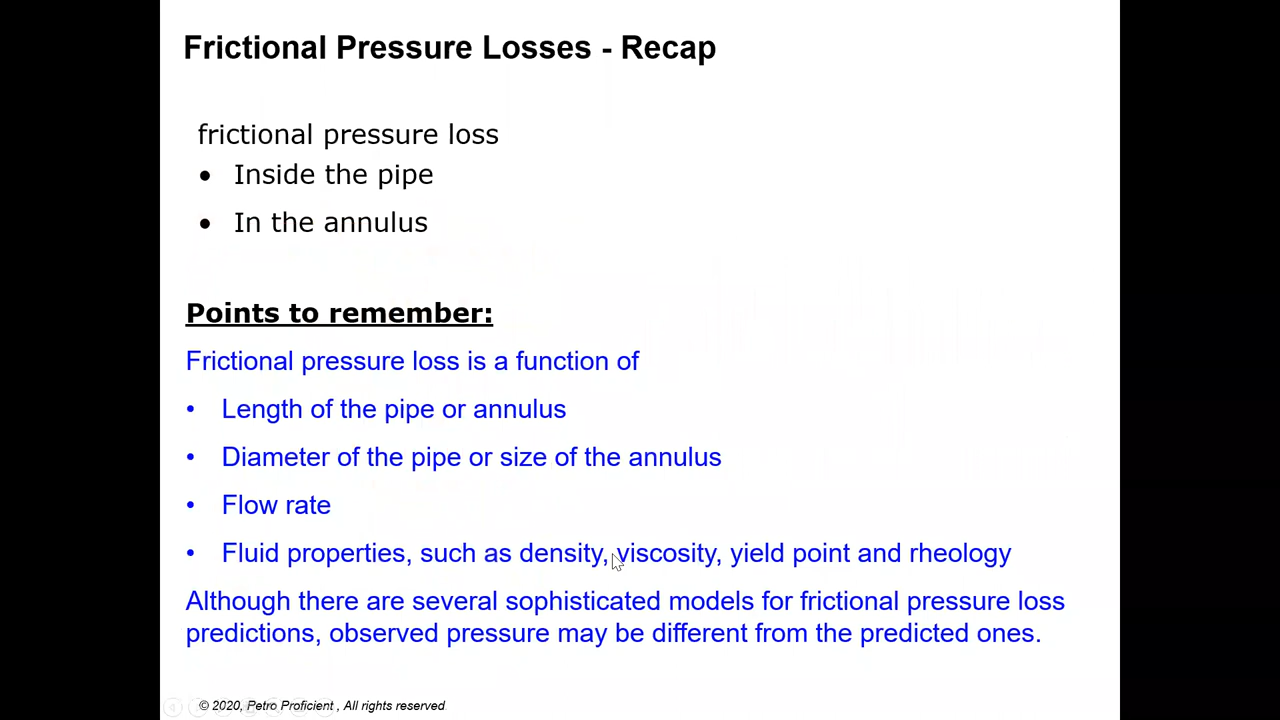 Frictional Pressure Losses - Recap
frictional pressure loss
• Inside the pipe
• In the annulus
Points to remember:
Frictional pressure loss is a function of
• Length of the pipe or annulus
• Diameter of the pipe or size of the annulus
• Flow rate
• Fluid properties, such as density, viscosity, yield point and rheology
Although there are several sophisticated models for frictional pressure loss
predictions, observed pressure may be different from the predicted ones.
© 2020, Petro Proficient , All rights reserved